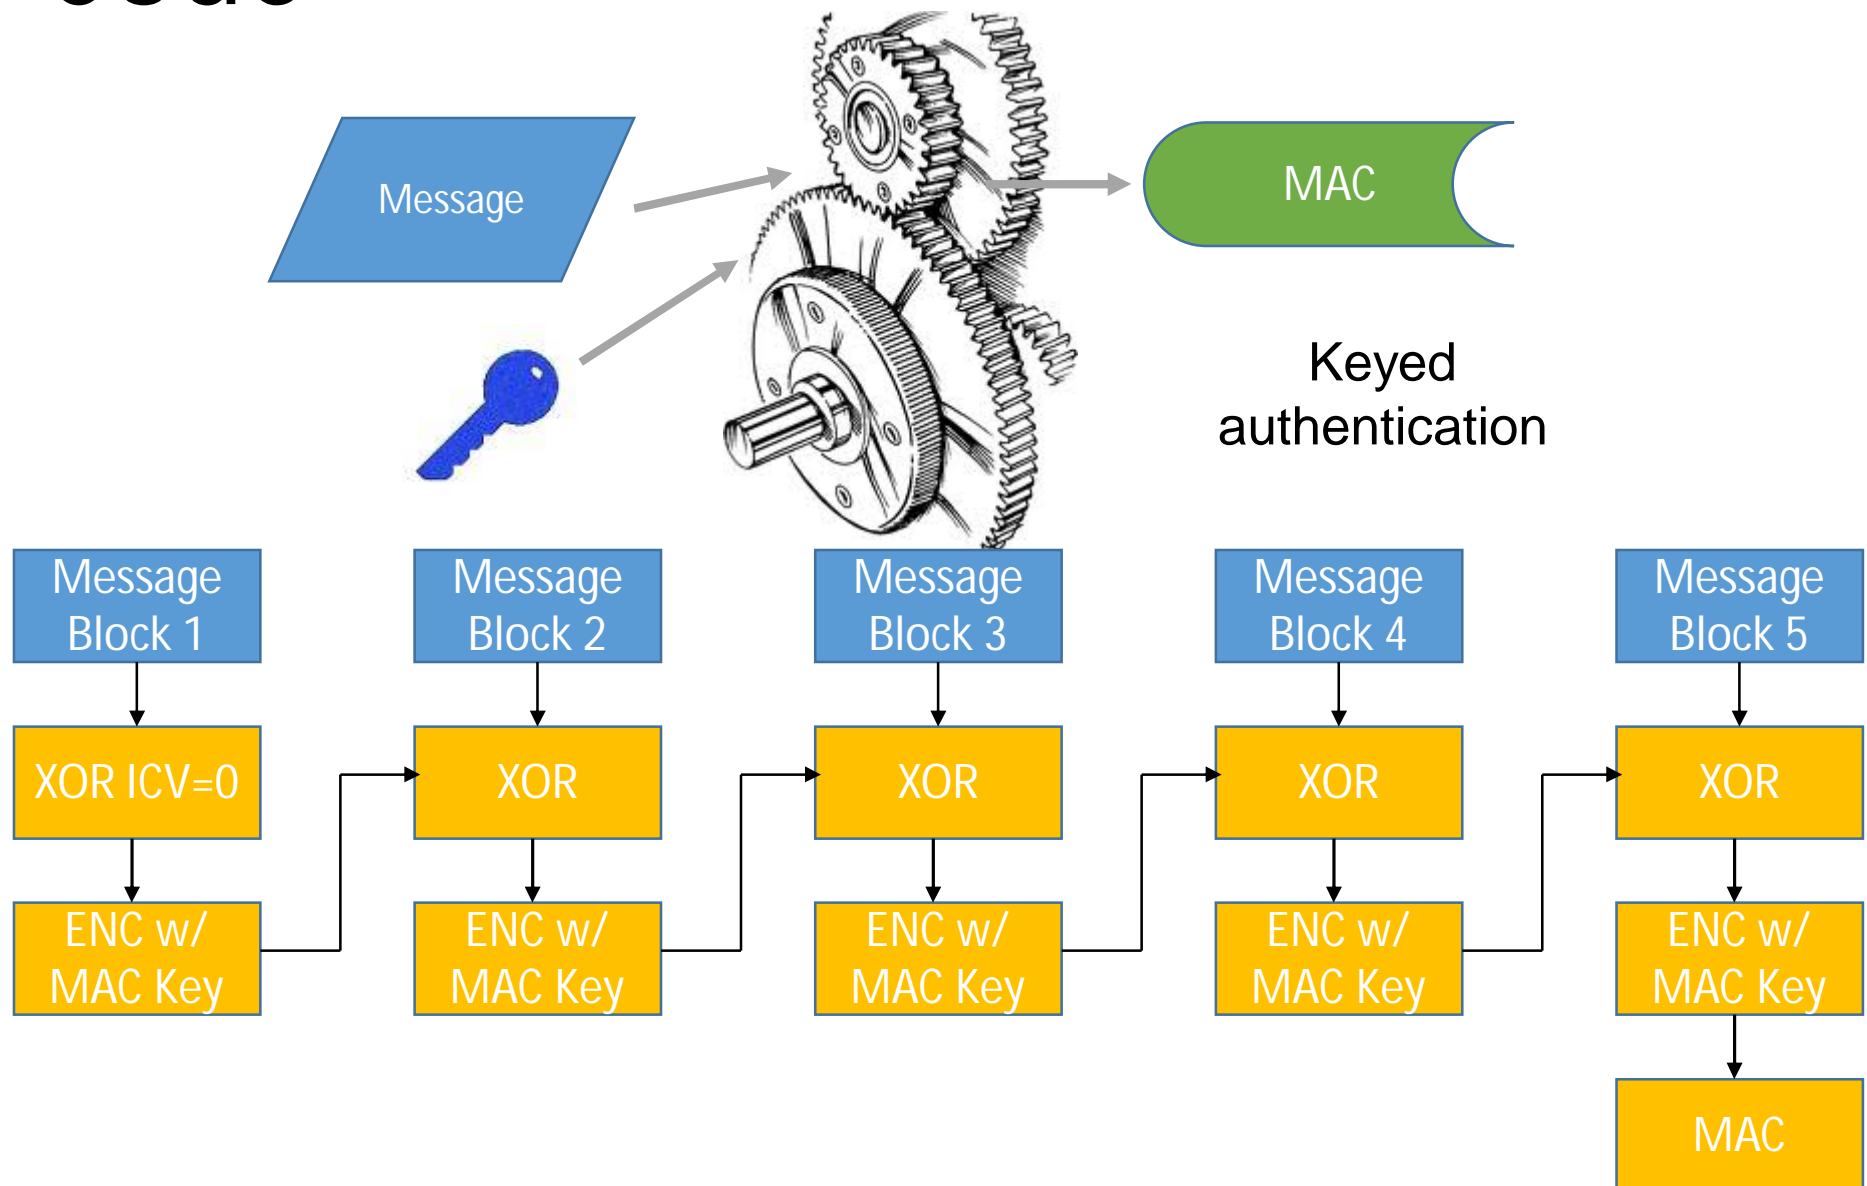 Message
MAC
Keyed
authentication
Message
Block 1
Message
Block 2
Message
Block 3
Message
Block 4
Message
Block 5
XOR ICV=0
XOR
XOR
XOR
XOR
ENC w/
MAC Key
ENC w/
MAC Key
ENC w/
MAC Key
ENC w/
MAC Key
ENC w/
MAC Key
MAC